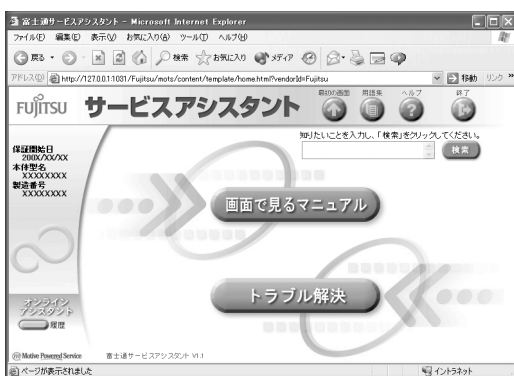 富士通サービスアシスタント - Microsoft Internet Explorer
ファイル(F) 編集(E) 表示(V) お気に入り(A) ツール(T) ヘルプ(H)
戻る 検索 お気に入り メディア
アドレス(D) http://127.0.0.1:1031/Fujitsu/mots/content/template/home.html?vendorId=Fujitsu 移動 リンク »
FUJITSU サービスアシスタント 最初の画面 用語集 ヘルプ 終了
知りたいことを入力し、「検索」をクリックしてください。
検索
保証開始日
200X/XX/XX
本体型名
XXXXXXXX
製造番号
XXXXXXXX
画面で見るマニュアル
トラブル解決
オンライン
アシスタント
履歴
Motive Powered Service 富士通サービスアシスタント V1.1
ページが表示されました イントラネット